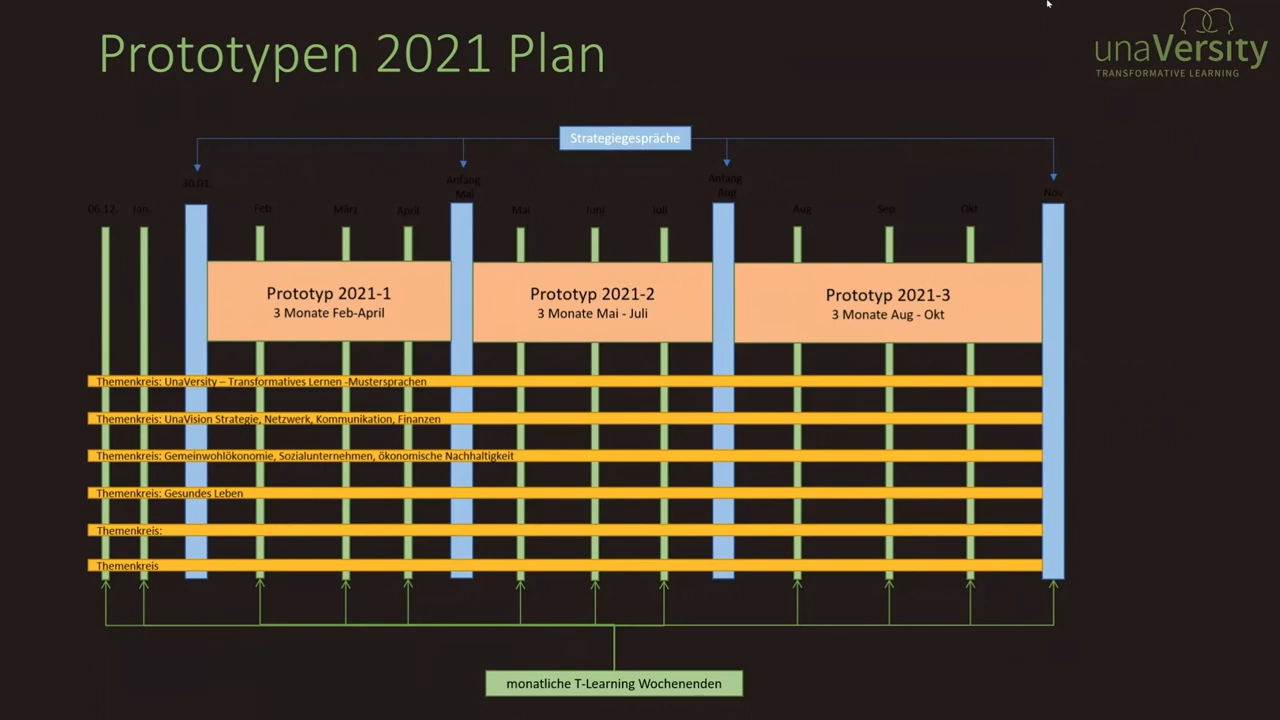 Prototypen 2021 Plan
unaVersity
TRANSFORMATIVE LEARNING
Strategiegespräche
30.01.
Anfang
Mai
Anfang
Aug
Nov
06.12.
Jan
Feb
März
April
Mai
Juni
Juli
Aug
Sep
Okt
Prototyp 2021-1
3 Monate Feb-April
Prototyp 2021-2
3 Monate Mai - Juli
Prototyp 2021-3
3 Monate Aug - Okt
Themenkreis: UnaVersity – Transformatives Lernen -Mustersprachen
Themenkreis: UnaVision Strategie, Netzwerk, Kommunikation, Finanzen
Themenkreis: Gemeinwohlökonomie, Sozialunternehmen, ökonomische Nachhaltigkeit
Themenkreis: Gesundes Leben
Themenkreis:
Themenkreis
monatliche T-Learning Wochenenden